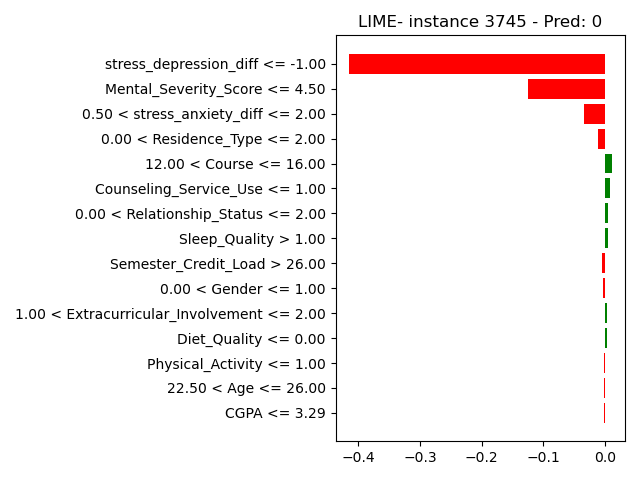 LIME- instance 3745 - Pred: 0
stress_depression_diff <= -1.00
Mental_Severity_Score <= 4.50
0.50 < stress_anxiety_diff <= 2.00
0.00 < Residence_Type <= 2.00
12.00 < Course <= 16.00
Counseling_Service_Use <= 1.00
0.00 < Relationship_Status <= 2.00
Sleep_Quality > 1.00
Semester_Credit_Load > 26.00
0.00 < Gender <= 1.00
1.00 < Extracurricular_Involvement <= 2.00
Diet_Quality <= 0.00
Physical_Activity <= 1.00
22.50 < Age <= 26.00
CGPA <= 3.29
−0.4 −0.3 −0.2 −0.1 0.0